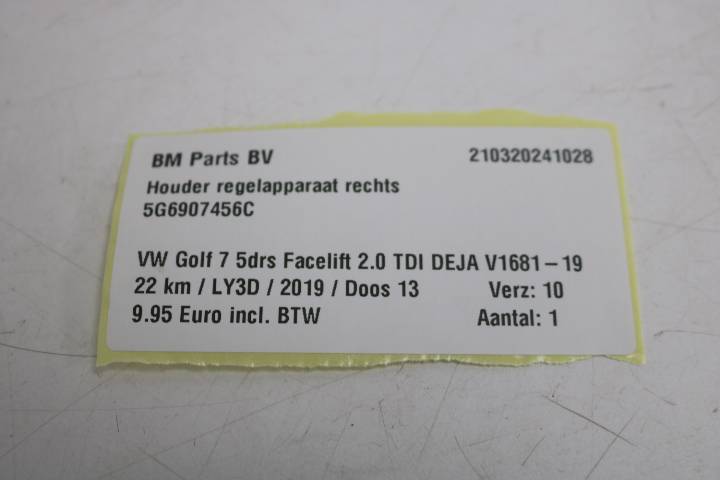 BM Parts BV 210320241028
Houder regelapparaat rechts
5G6907456C
VW Golf 7 5drs Facelift 2.0 TDI DEJA V1681-19
22 km / LY3D / 2019 / Doos 13 Verz: 10
9.95 Euro incl. BTW Aantal: 1